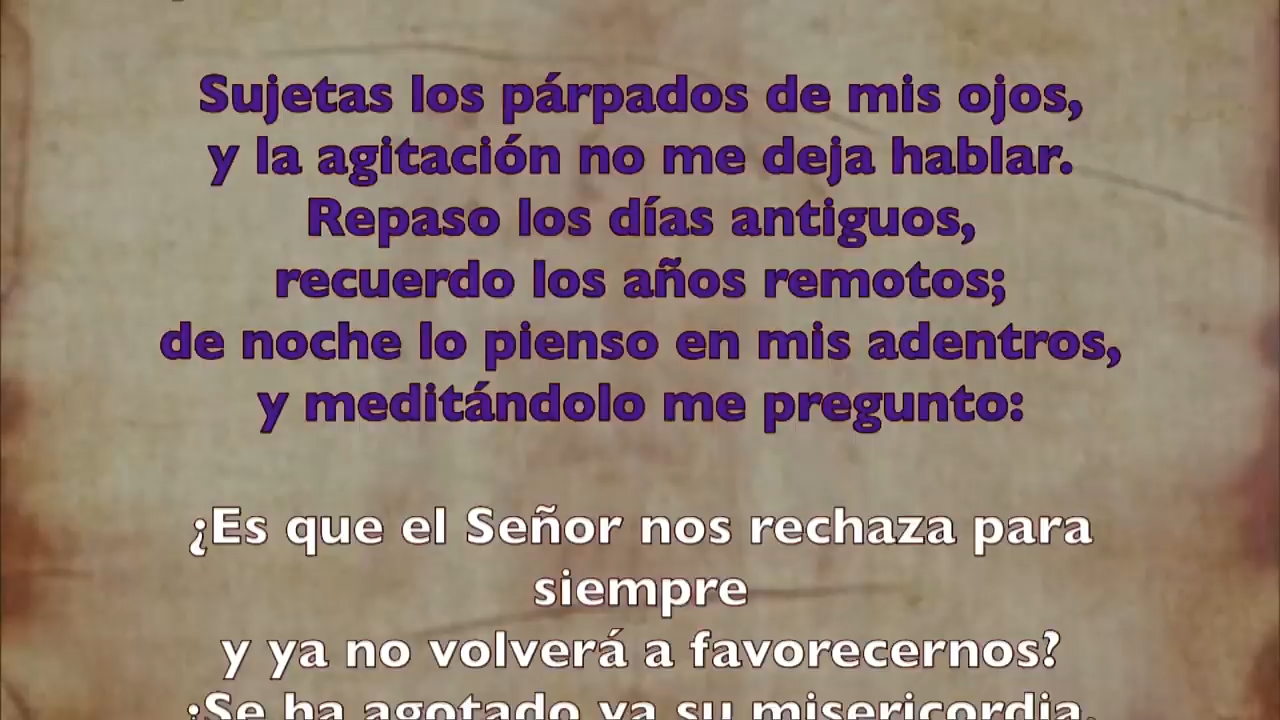 Sujetas los párpados de mis ojos,
y la agitación no me deja hablar.
Repaso los días antiguos,
recuerdo los años remotos;
de noche lo pienso en mis adentros,
y meditándolo me pregunto:
¿Es que el Señor nos rechaza para
siempre
y ya no volverá a favorecernos?
¿Se ha agotado ya su misericordia,